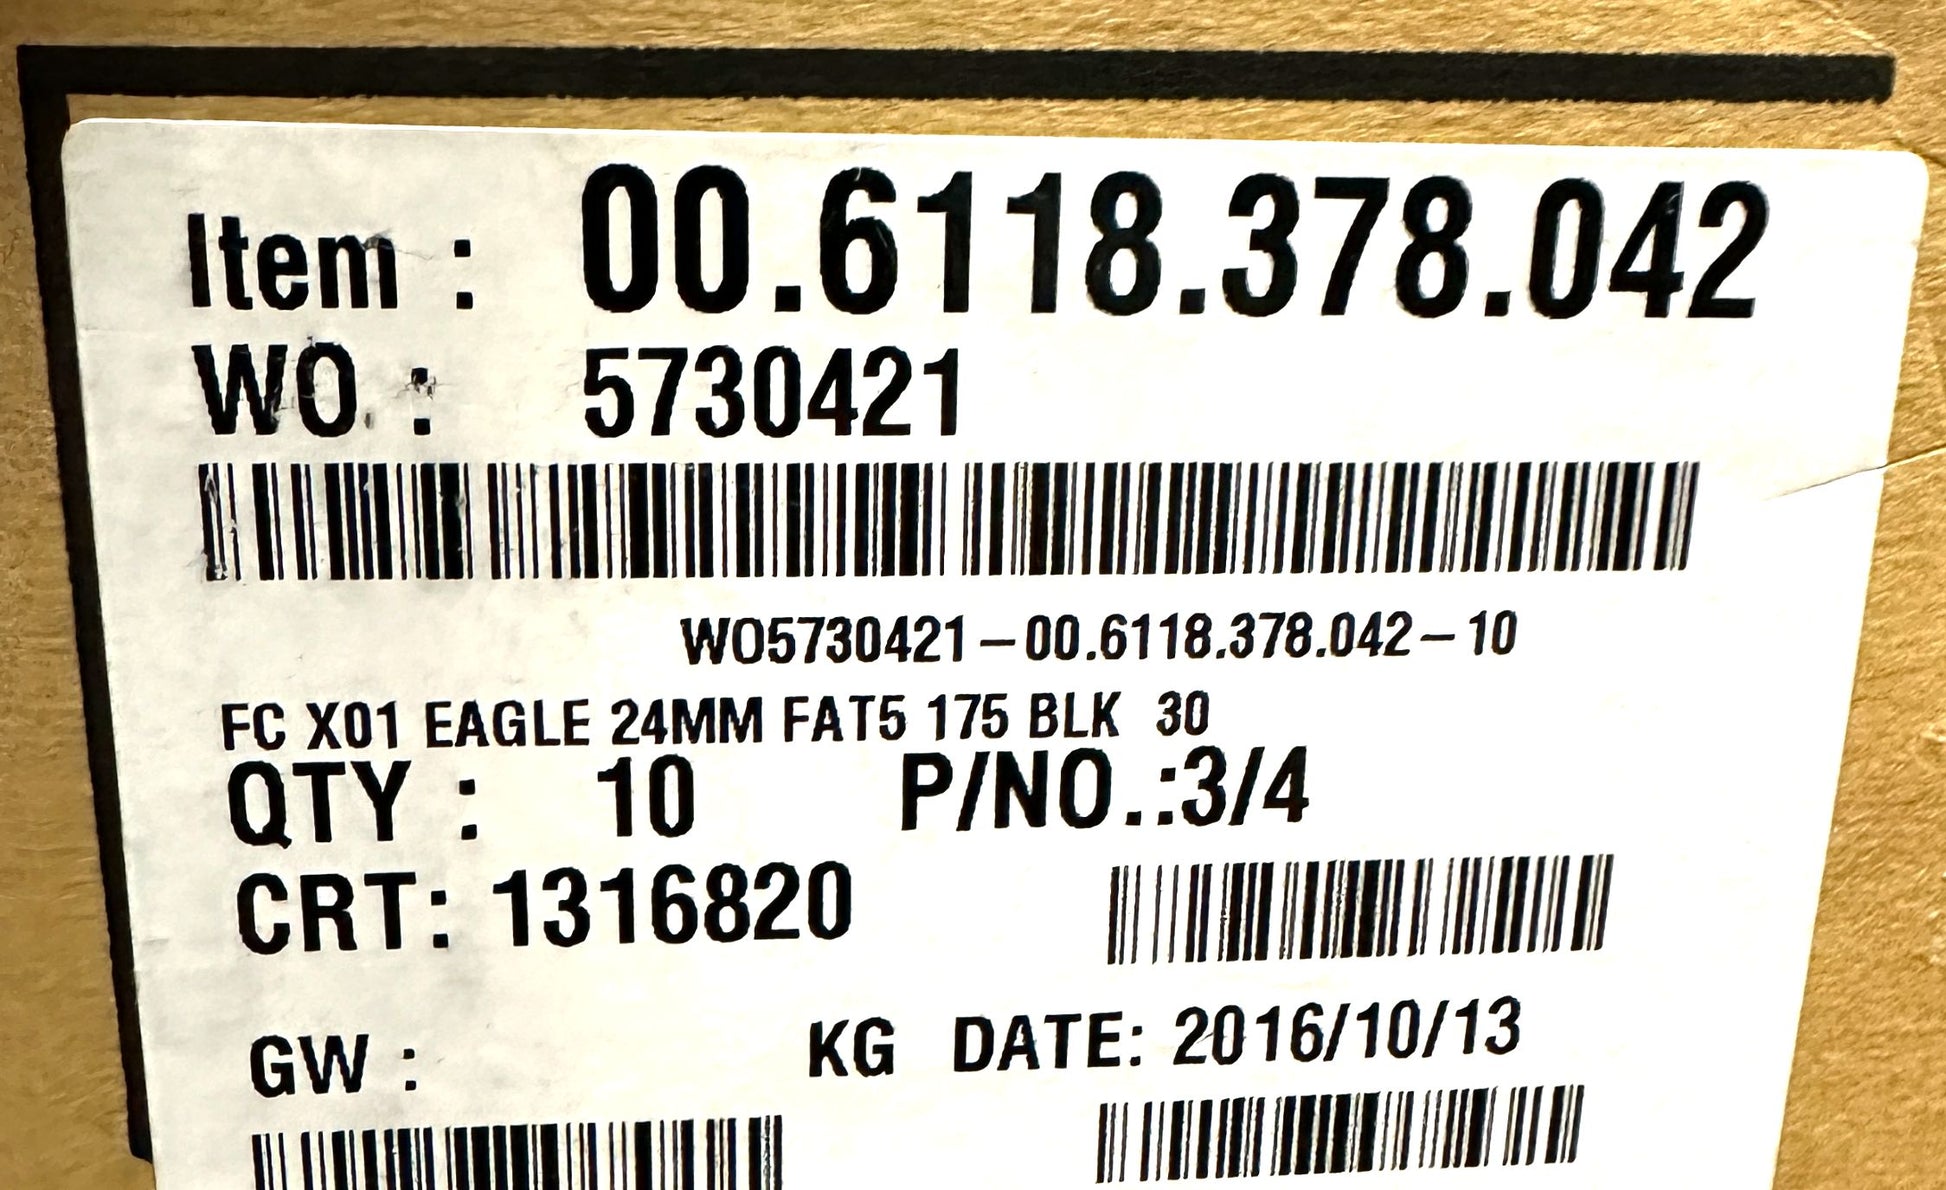 Item : 00.6118.378.042
WO : 5730421
WO5730421-00.6118.378.042-10
FC X01 EAGLE 24MM FAT5 175 BLK 30
QTY : 10 P/NO.:3/4
CRT: 1316820
GW : KG DATE: 2016/10/13